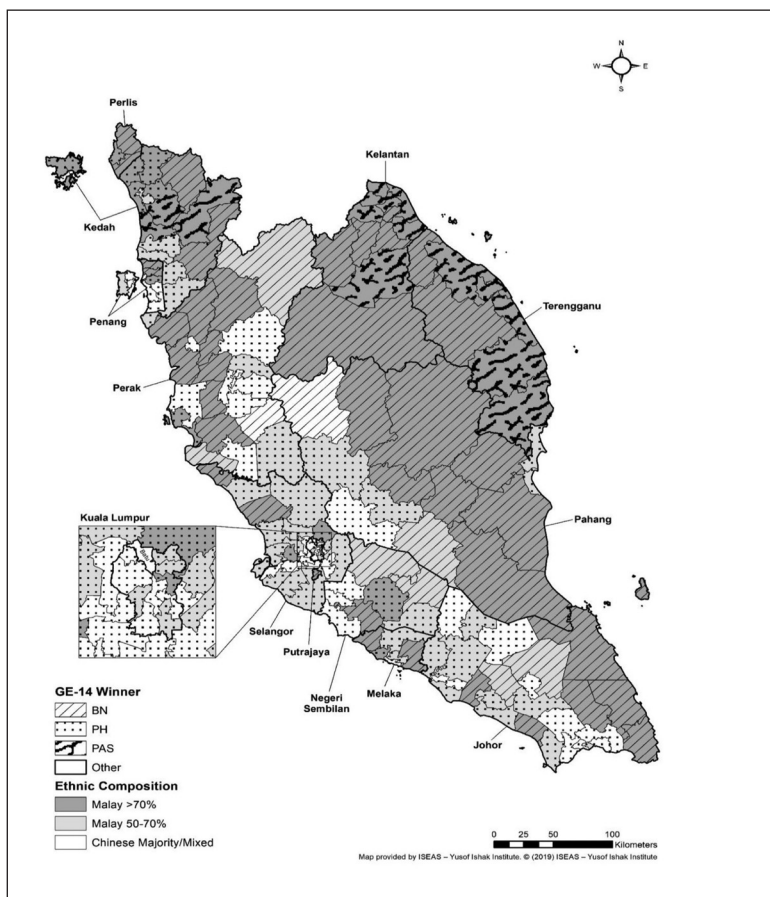 N
W E
S
Perlis
Kelantan
Kedah
Terengganu
Penang
Perak
Kuala Lumpur
Pahang
Selangor
Putrajaya
Negeri
Sembilan
Melaka
Johor
GE-14 Winner
BN
PH
PAS
Other
Ethnic Composition
Malay >70%
Malay 50-70%
Chinese Majority/Mixed
0 25 50 100
Kilometers
Map provided by ISEAS – Yusof Ishak Institute. © (2019) ISEAS – Yusof Ishak Institute